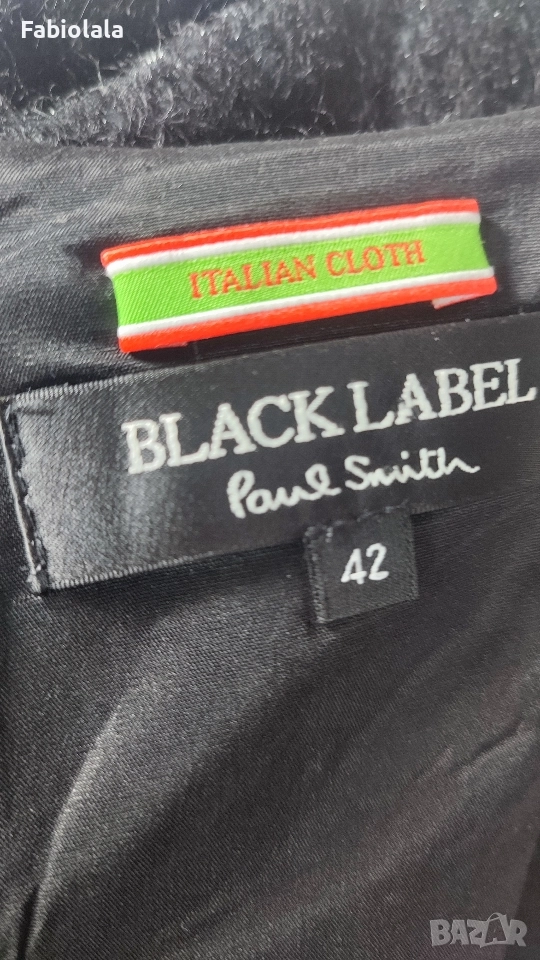 Fabiolala
ITALIAN CLOTH
BLACK LABEL
Paul Smith
42
BAZAR